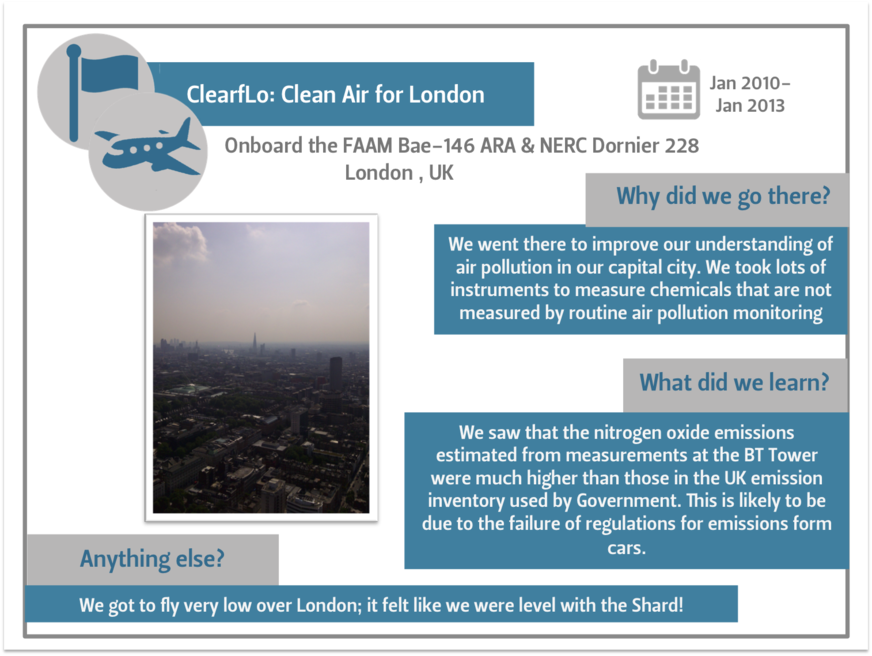 ClearfLo: Clean Air for London
Jan 2010–
Jan 2013
Onboard the FAAM Bae–146 ARA & NERC Dornier 228
London , UK
Why did we go there?
We went there to improve our understanding of
air pollution in our capital city. We took lots of
instruments to measure chemicals that are not
measured by routine air pollution monitoring
What did we learn?
We saw that the nitrogen oxide emissions
estimated from measurements at the BT Tower
were much higher than those in the UK emission
inventory used by Government. This is likely to be
due to the failure of regulations for emissions form
cars.
Anything else?
We got to fly very low over London; it felt like we were level with the Shard!